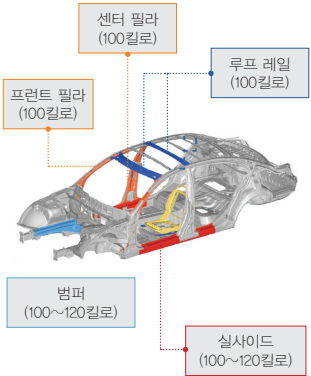 센터 필라
(100킬로)
루프 레일
(100킬로)
프런트 필라
(100킬로)
범퍼
(100~120킬로)
실사이드
(100~120킬로)